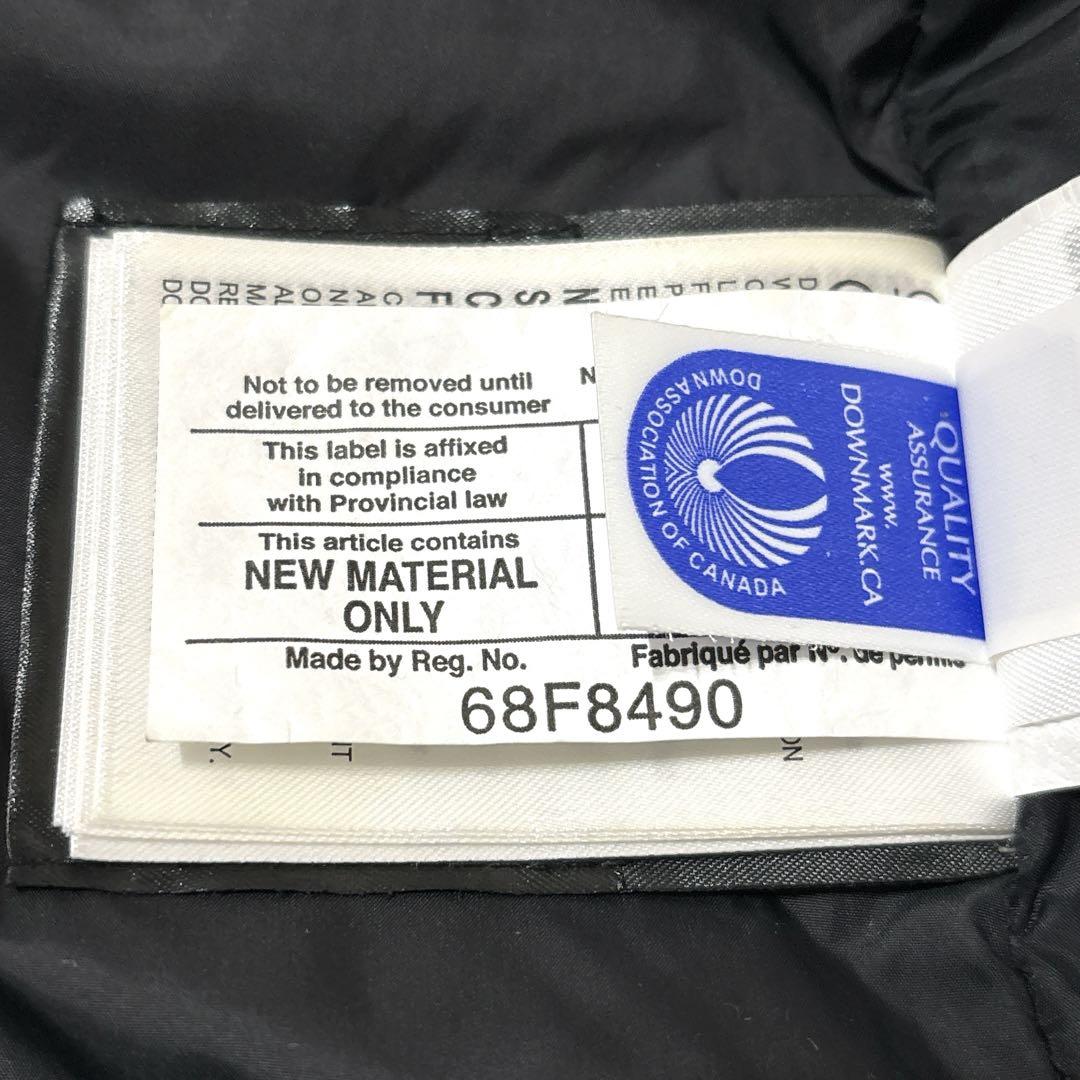 Not to be removed until
delivered to the consumer
This label is affixed
in compliance
with Provincial law
This article contains
NEW MATERIAL
ONLY
Made by Reg. No.
Fabriqué par Nº. de permis
68F8490
DOWN ASSOCIATION OF CANADA
QUALITY
ASSURANCE
www.
DOWNMARK.CA